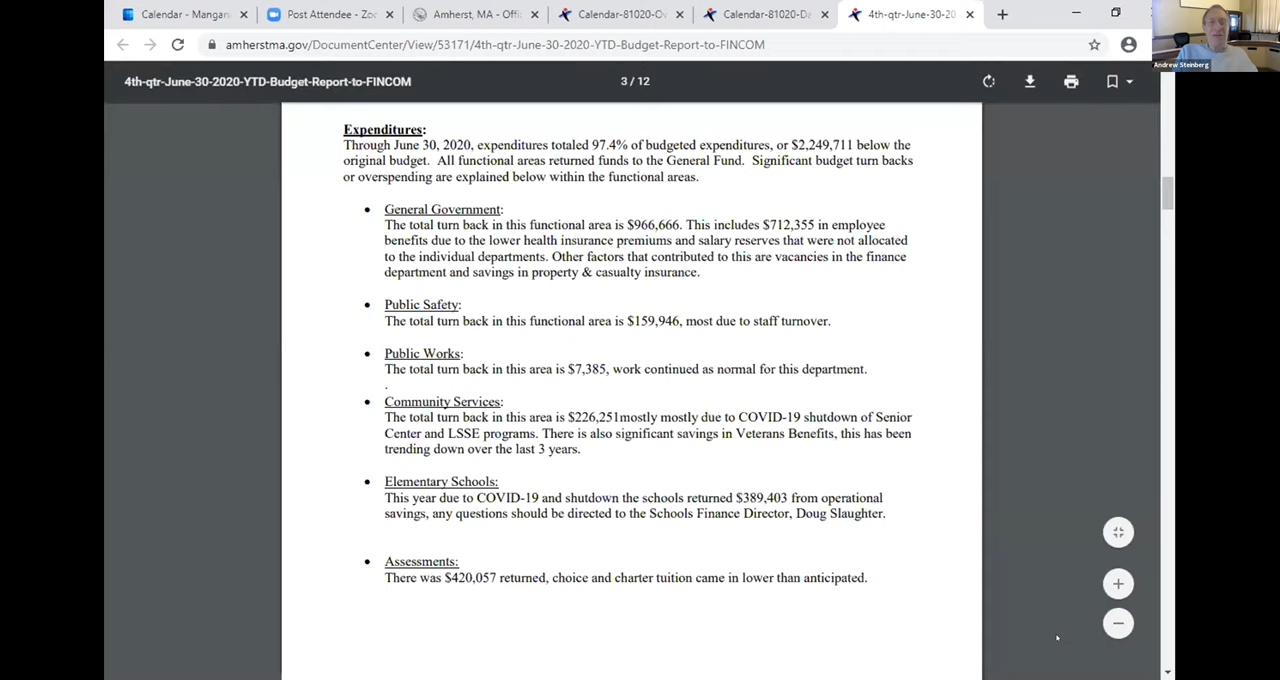 Calendar - Mangan
Post Attendee - Zoo
Amherst, MA - Offi
Calendar-81020-Ov
Calendar-81020-De
4th-qtr-June-30-20
amherstma.gov/DocumentCenter/View/53171/4th-qtr-June-30-2020-YTD-Budget-Report-to-FINCOM
Andrew Steinberg
4th-qtr-June-30-2020-YTD-Budget-Report-to-FINCOM
3 / 12
Expenditures:
Through June 30, 2020, expenditures totaled 97.4% of budgeted expenditures, or $2,249,711 below the
original budget. All functional areas returned funds to the General Fund. Significant budget turn backs
or overspending are explained below within the functional areas.
• General Government:
The total turn back in this functional area is $966,666. This includes $712,355 in employee
benefits due to the lower health insurance premiums and salary reserves that were not allocated
to the individual departments. Other factors that contributed to this are vacancies in the finance
department and savings in property & casualty insurance.
• Public Safety:
The total turn back in this functional area is $159,946, most due to staff turnover.
• Public Works:
The total turn back in this area is $7,385, work continued as normal for this department.
.
• Community Services:
The total turn back in this area is $226,251mostly mostly due to COVID-19 shutdown of Senior
Center and LSSE programs. There is also significant savings in Veterans Benefits, this has been
trending down over the last 3 years.
• Elementary Schools:
This year due to COVID-19 and shutdown the schools returned $389,403 from operational
savings, any questions should be directed to the Schools Finance Director, Doug Slaughter.
• Assessments:
There was $420,057 returned, choice and charter tuition came in lower than anticipated.